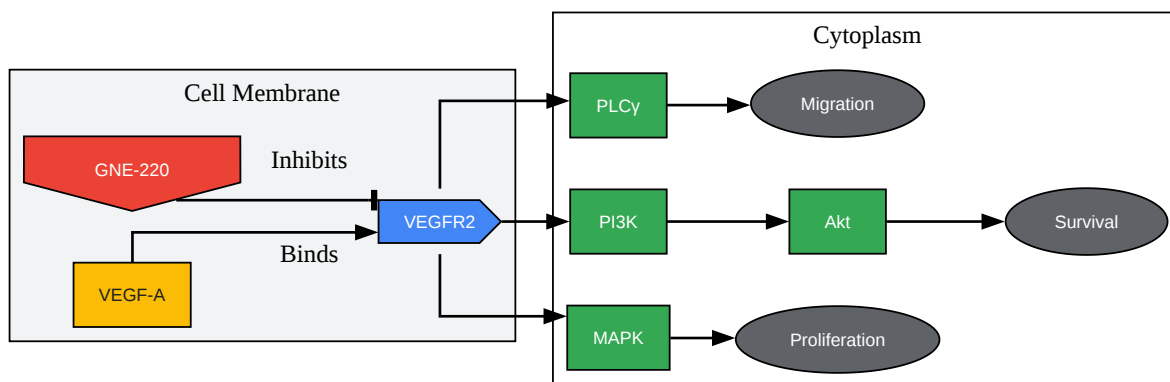 Cytoplasm
Cell Membrane
PLCγ
Migration
GNE-220
Inhibits
VEGFR2
PI3K
Akt
Survival
Binds
VEGF-A
MAPK
Proliferation